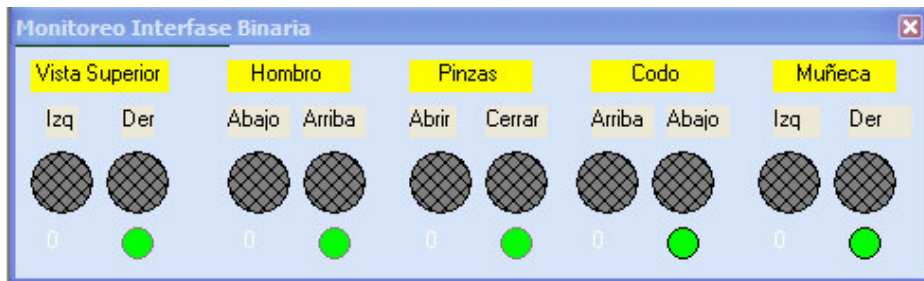 Monitoreo Interfase Binaria
Vista Superior Hombro Pinzas Codo Muñeca
Izq Der Abajo Arriba Abrir Cerrar Arriba Abajo Izq Der
0 0 0 0 0